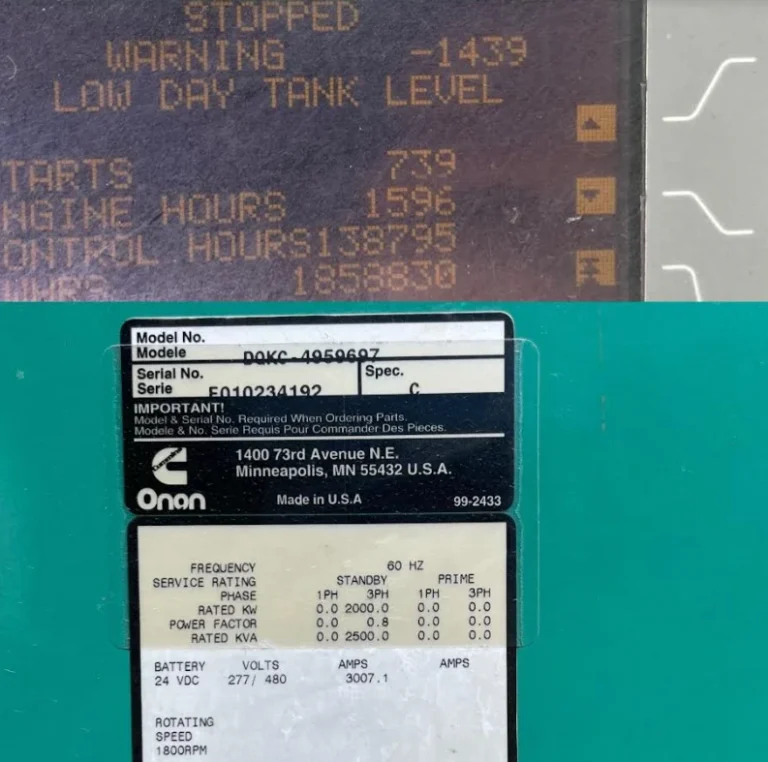 STOPPED
WARNING -1439
LOW DAY TANK LEVEL
TARTS 739
NGINE HOURS 1596
ONTROL HOURS138795
1858830
Model No.
Modele DQKC-4959697
Serial No. Spec.
Serie F010234192 C
IMPORTANT!
Model & Serial No. Required When Ordering Parts.
Modele & No. Serie Requis Pour Commander Des Pieces.
1400 73rd Avenue N.E.
Minneapolis, MN 55432 U.S.A.
Onan Made in U.S.A 99-2433
FREQUENCY 60 HZ
SERVICE RATING STANDBY PRIME
PHASE 1PH 3PH 1PH 3PH
RATED KW 0.0 2000.0 0.0 0.0
POWER FACTOR 0.0 0.8 0.0 0.0
RATED KVA 0.0 2500.0 0.0 0.0
BATTERY VOLTS AMPS AMPS
24 VDC 277/ 480 3007.1
ROTATING
SPEED
1800RPM